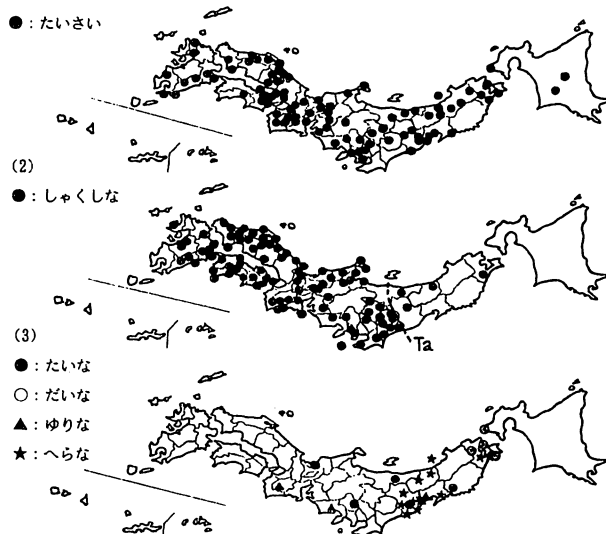 ●：たいさい
(2)
●：しゃくしな
Ta
(3)
●：たいな
○：だいな
▲：ゆりな
★：へらな